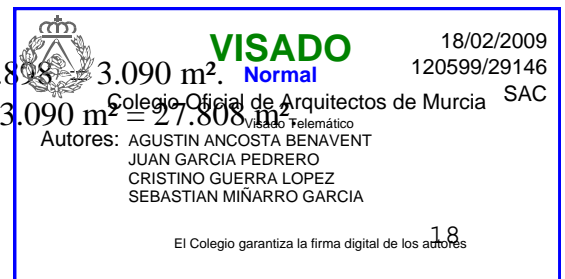 VISADO 18/02/2009
.898 = 3.090 m². Normal 120599/29146
Colegio Oficial de Arquitectos de Murcia SAC
3.090 m² = 27.808 m².
Visado Telemático
Autores: AGUSTIN ANCOSTA BENAVENT
JUAN GARCIA PEDRERO
CRISTINO GUERRA LOPEZ
SEBASTIAN MIÑARRO GARCIA
18
El Colegio garantiza la firma digital de los autores